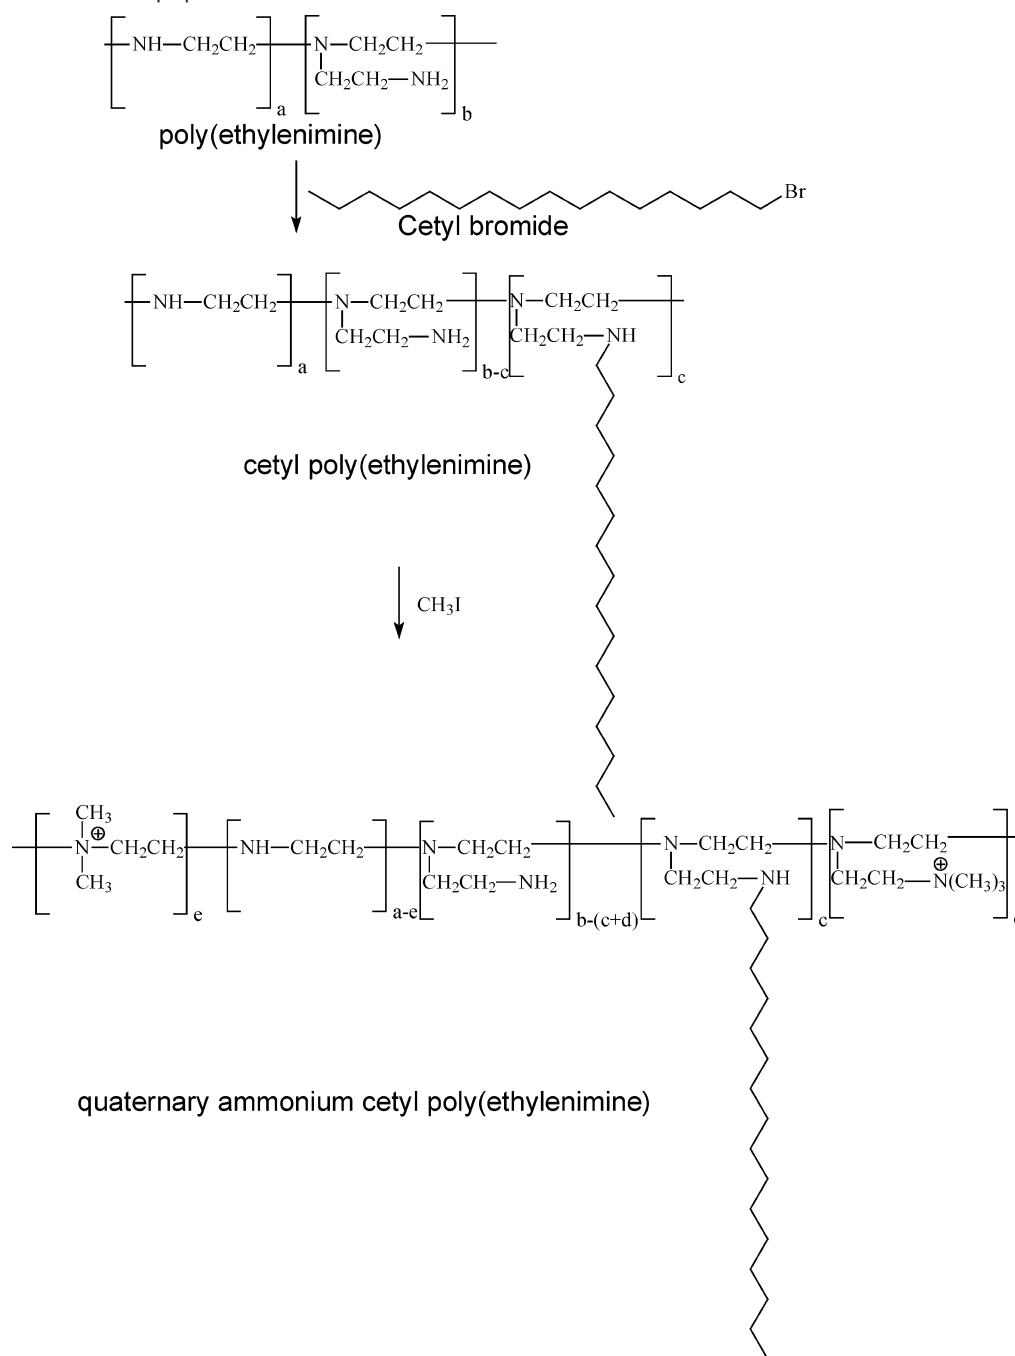 NH—CH2CH2 N—CH2CH2
CH2CH2—NH2
a b
poly(ethylenimine)
Br
Cetyl bromide
NH—CH2CH2 N—CH2CH2 N—CH2CH2
CH2CH2—NH2 CH2CH2—NH
a b-c c
cetyl poly(ethylenimine)
CH3I
CH3
N⊕—CH2CH2 NH—CH2CH2 N—CH2CH2 N—CH2CH2 N—CH2CH2
CH3 CH2CH2—NH2 CH2CH2—NH CH2CH2—N⊕(CH3)3
e a-e b-(c+d) c
quaternary ammonium cetyl poly(ethylenimine)